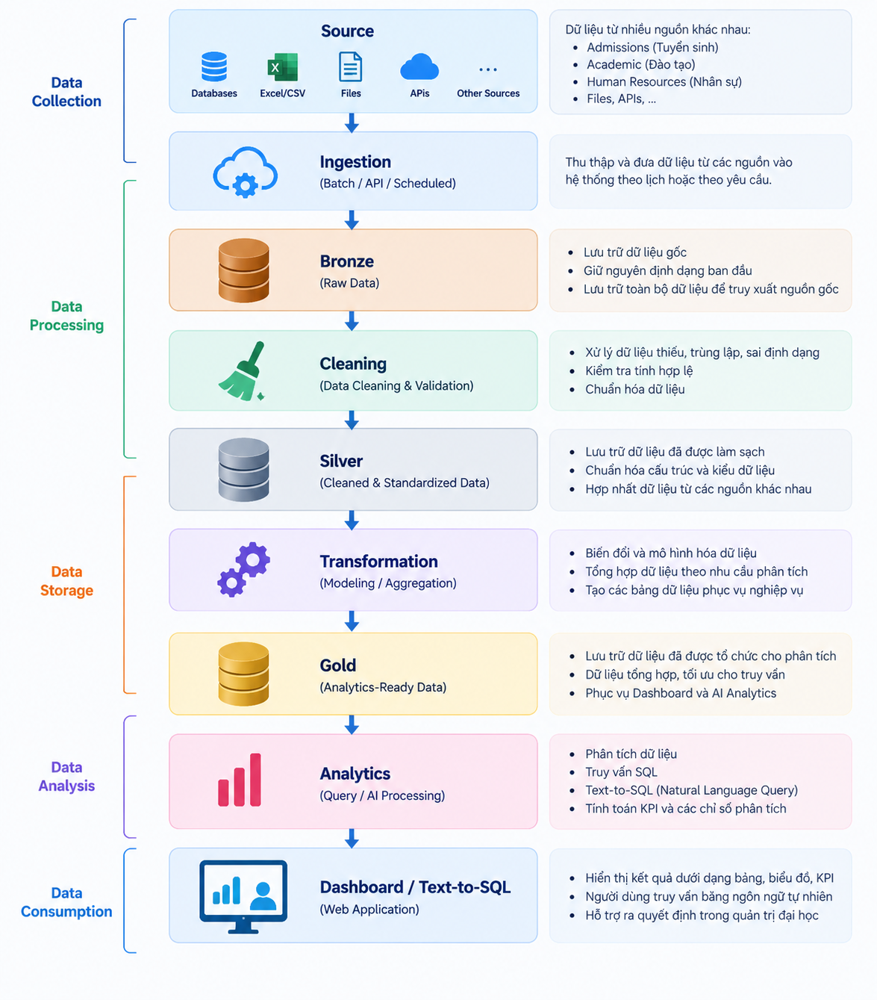 Source
Databases
Excel/CSV
Files
APIs
Other Sources
Dữ liệu từ nhiều nguồn khác nhau:
• Admissions (Tuyển sinh)
• Academic (Đào tạo)
• Human Resources (Nhân sự)
• Files, APIs, ...
Data
Collection
Ingestion
(Batch / API / Scheduled)
Thu thập và đưa dữ liệu từ các nguồn vào
hệ thống theo lịch hoặc theo yêu cầu.
Data
Processing
Bronze
(Raw Data)
• Lưu trữ dữ liệu gốc
• Giữ nguyên định dạng ban đầu
• Lưu trữ toàn bộ dữ liệu để truy xuất nguồn gốc
Cleaning
(Data Cleaning & Validation)
• Xử lý dữ liệu thiếu, trùng lập, sai định dạng
• Kiểm tra tính hợp lệ
• Chuẩn hóa dữ liệu
Silver
(Cleaned & Standardized Data)
• Lưu trữ dữ liệu đã được làm sạch
• Chuẩn hóa cấu trúc và kiểu dữ liệu
• Hợp nhất dữ liệu từ các nguồn khác nhau
Data
Storage
Transformation
(Modeling / Aggregation)
• Biến đổi và mô hình hóa dữ liệu
• Tổng hợp dữ liệu theo nhu cầu phân tích
• Tạo các bảng dữ liệu phục vụ nghiệp vụ
Gold
(Analytics-Ready Data)
• Lưu trữ dữ liệu đã được tổ chức cho phân tích
• Dữ liệu tổng hợp, tối ưu cho truy vấn
• Phục vụ Dashboard và AI Analytics
Data
Analysis
Analytics
(Query / AI Processing)
• Phân tích dữ liệu
• Truy vấn SQL
• Text-to-SQL (Natural Language Query)
• Tính toán KPI và các chỉ số phân tích
Data
Consumption
Dashboard / Text-to-SQL
(Web Application)
• Hiển thị kết quả dưới dạng bảng, biểu đồ, KPI
• Người dùng truy vấn bằng ngôn ngữ tự nhiên
• Hỗ trợ ra quyết định trong quản trị đại học